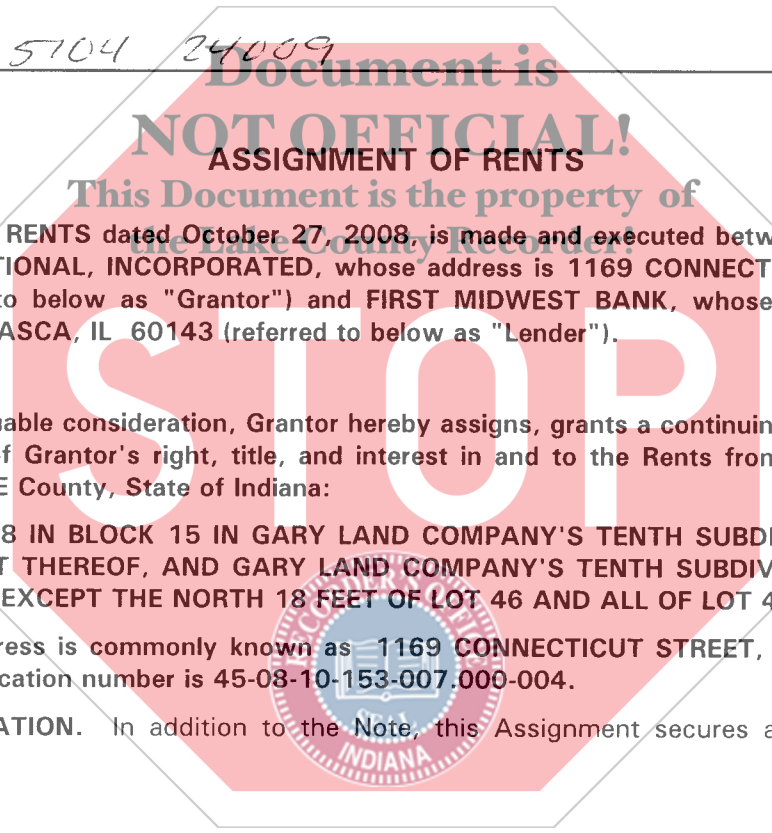 5704 24009
Document is
NOT OFFICIAL!
ASSIGNMENT OF RENTS
This Document is the property of
the Lake County Recorder!
RENTS dated October 27, 2008, is made and executed betw
TIONAL, INCORPORATED, whose address is 1169 CONNECT
to below as "Grantor") and FIRST MIDWEST BANK, whose
ASCA, IL 60143 (referred to below as "Lender").
STOP
uable consideration, Grantor hereby assigns, grants a continuin
of Grantor's right, title, and interest in and to the Rents from
E County, State of Indiana:
8 IN BLOCK 15 IN GARY LAND COMPANY'S TENTH SUBDI
T THEREOF, AND GARY LAND COMPANY'S TENTH SUBDIV
EXCEPT THE NORTH 18 FEET OF LOT 46 AND ALL OF LOT 4
ress is commonly known as 1169 CONNECTICUT STREET,
cation number is 45-08-10-153-007.000-004.
ATION. In addition to the Note, this Assignment secures a
RECORDER'S OFFICE
SEAL
INDIANA